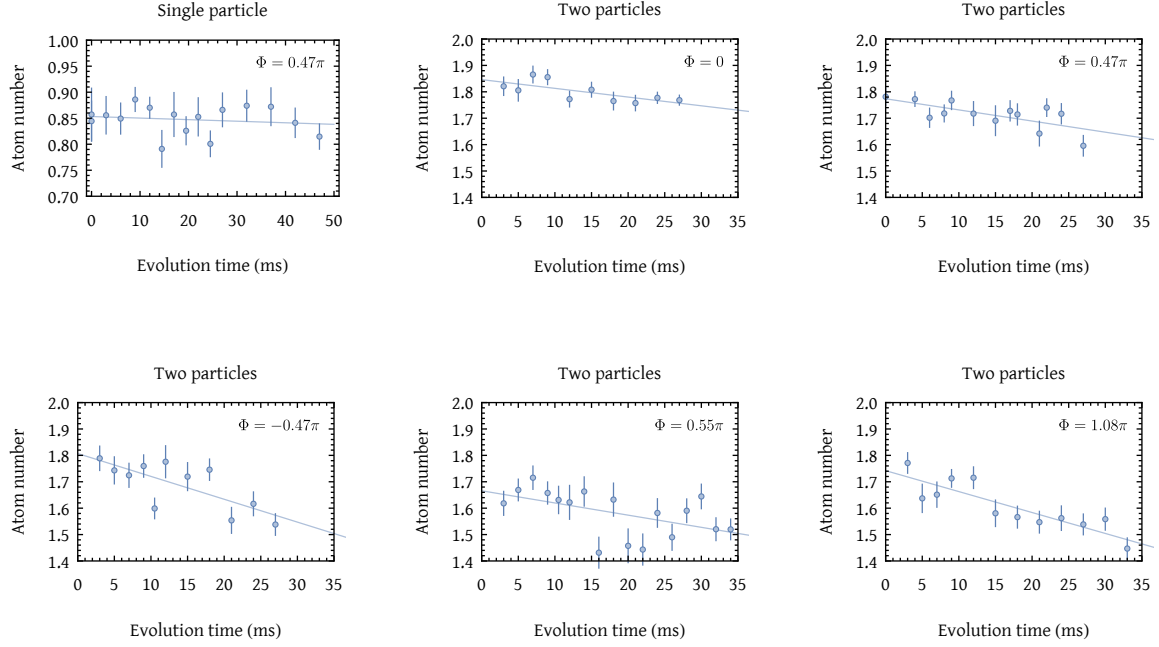 Single particle
Φ = 0.47π
Atom number
1.00
0.95
0.90
0.85
0.80
0.75
0.70
0 10 20 30 40 50
Evolution time (ms)
Two particles
Φ = 0
Atom number
2.0
1.9
1.8
1.7
1.6
1.5
1.4
0 5 10 15 20 25 30 35
Evolution time (ms)
Two particles
Φ = 0.47π
Atom number
2.0
1.9
1.8
1.7
1.6
1.5
1.4
0 5 10 15 20 25 30 35
Evolution time (ms)
Two particles
Φ = −0.47π
Atom number
2.0
1.9
1.8
1.7
1.6
1.5
1.4
0 5 10 15 20 25 30 35
Evolution time (ms)
Two particles
Φ = 0.55π
Atom number
2.0
1.9
1.8
1.7
1.6
1.5
1.4
0 5 10 15 20 25 30 35
Evolution time (ms)
Two particles
Φ = 1.08π
Atom number
2.0
1.9
1.8
1.7
1.6
1.5
1.4
0 5 10 15 20 25 30 35
Evolution time (ms)